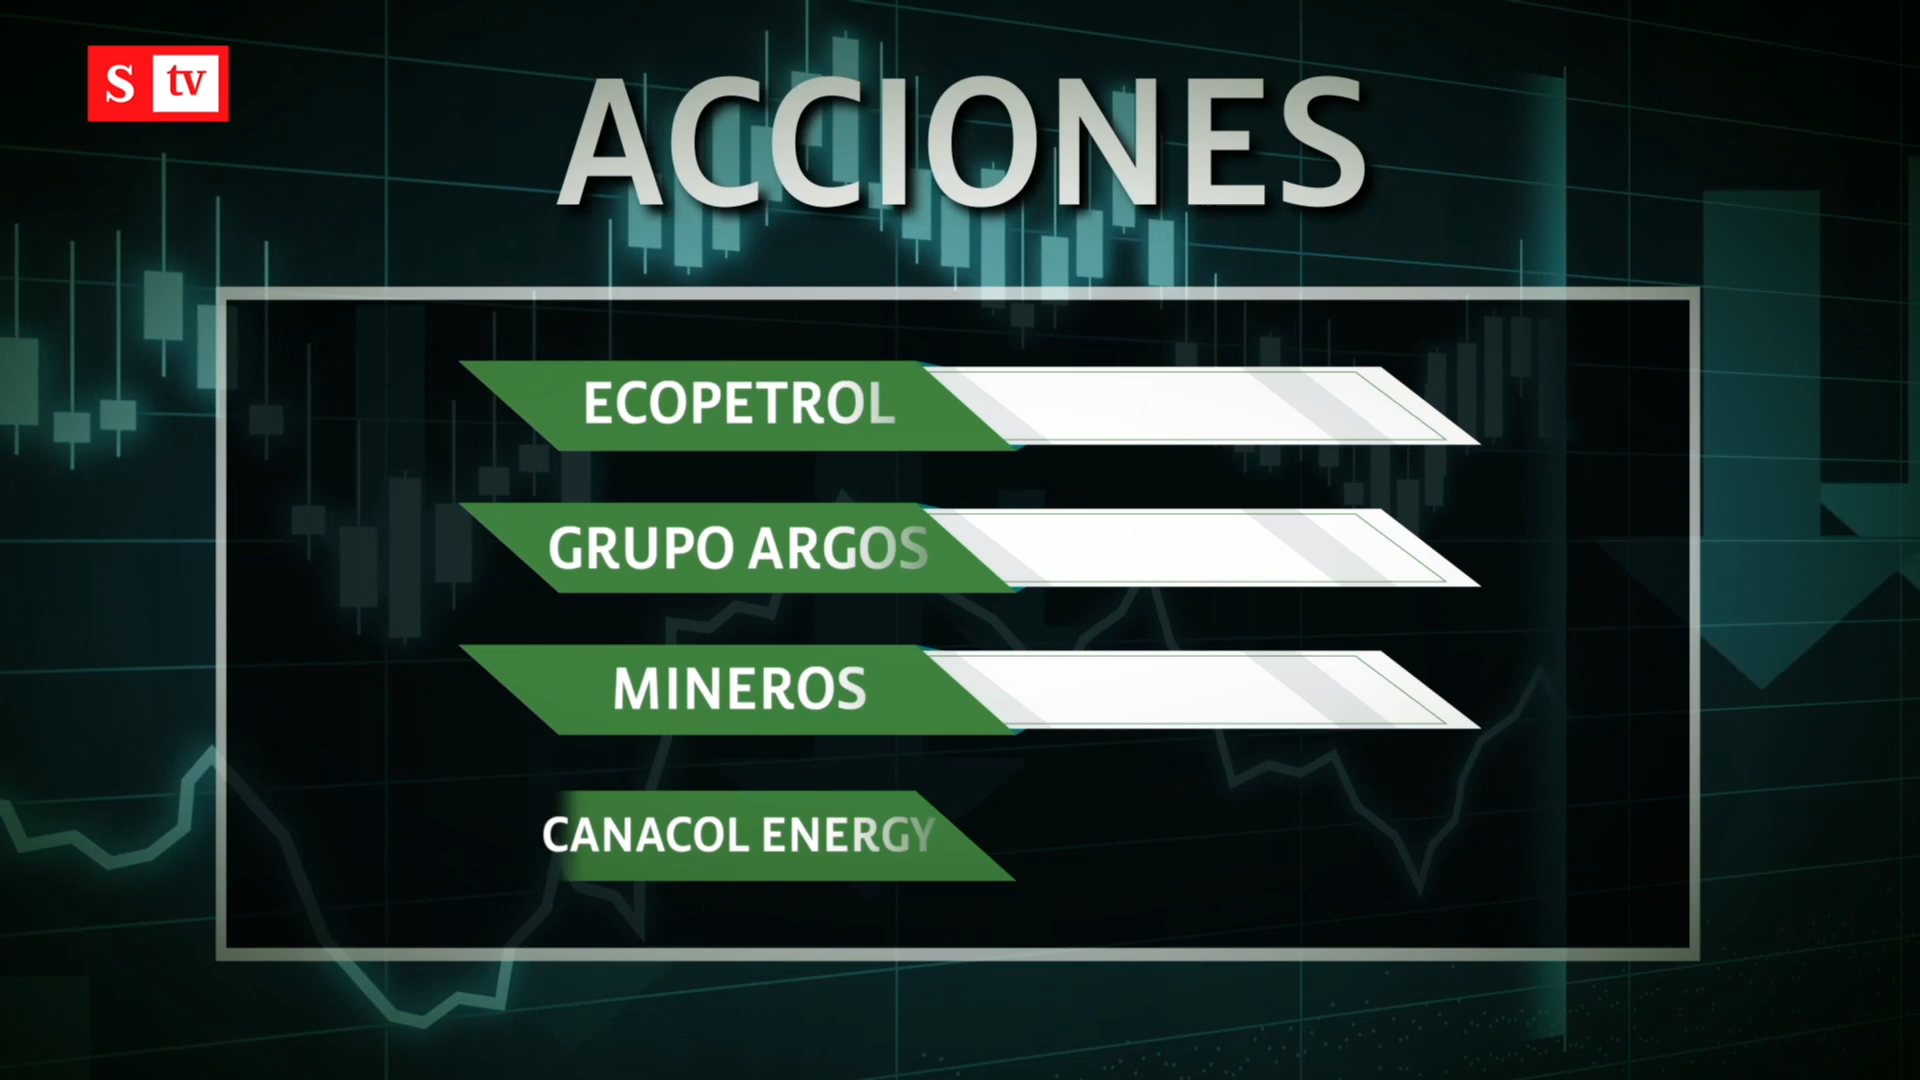 S tv
ACCIONES
ECOPETROL
GRUPO ARGOS
MINEROS
CANACOL ENERGY